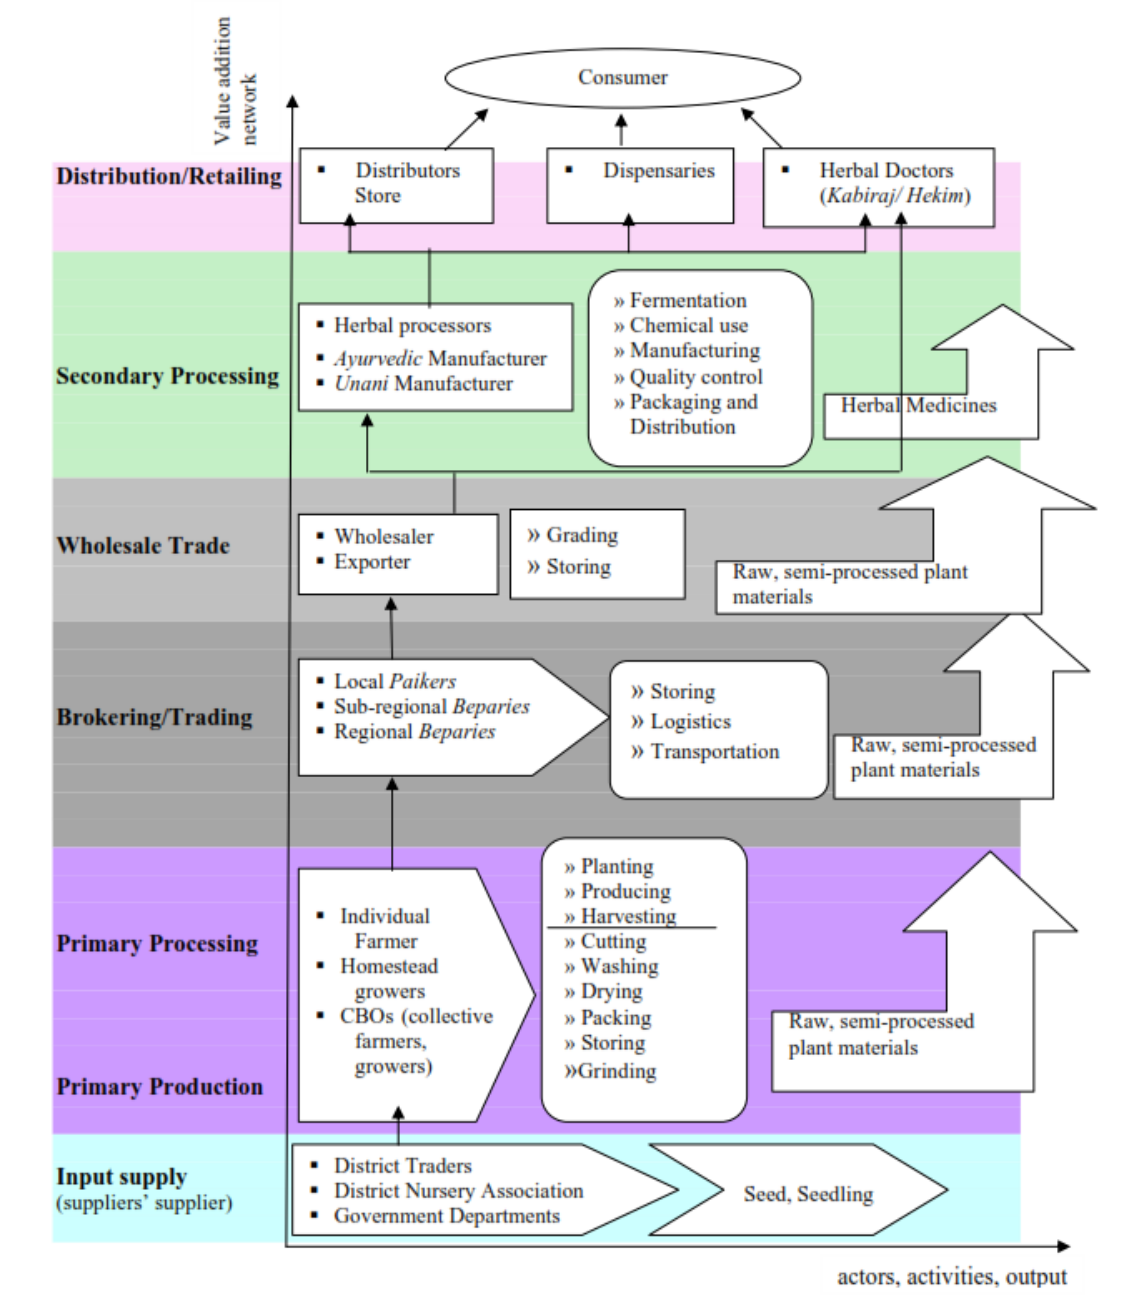 Value addition
network
Consumer
Distribution/Retailing
▪ Distributors
Store
▪ Dispensaries
▪ Herbal Doctors
(Kabiraj/ Hekim)
Secondary Processing
▪ Herbal processors
▪ Ayurvedic Manufacturer
▪ Unani Manufacturer
» Fermentation
» Chemical use
» Manufacturing
» Quality control
» Packaging and
Distribution
Herbal Medicines
Wholesale Trade
▪ Wholesaler
▪ Exporter
» Grading
» Storing
Raw, semi-processed plant
materials
Brokering/Trading
▪ Local Paikers
▪ Sub-regional Beparies
▪ Regional Beparies
» Storing
» Logistics
» Transportation
Raw, semi-processed
plant materials
Primary Processing
Primary Production
▪ Individual
Farmer
▪ Homestead
growers
▪ CBOs (collective
farmers,
growers)
» Planting
» Producing
» Harvesting
» Cutting
» Washing
» Drying
» Packing
» Storing
»Grinding
Raw, semi-processed
plant materials
Input supply
(suppliers’ supplier)
▪ District Traders
▪ District Nursery Association
▪ Government Departments
Seed, Seedling
actors, activities, output